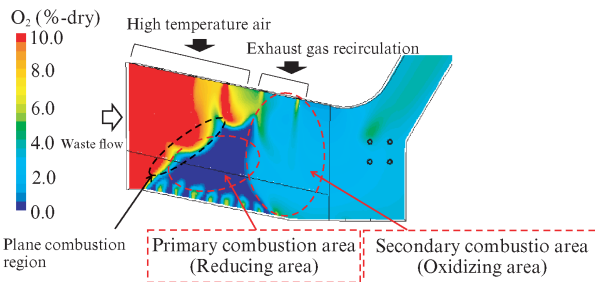 O₂ (%-dry)
10.0
8.0
6.0
4.0
2.0
0.0
High temperature air
Exhaust gas recirculation
Waste flow
Plane combustion
region
Primary combustion area
(Reducing area)
Secondary combustio area
(Oxidizing area)